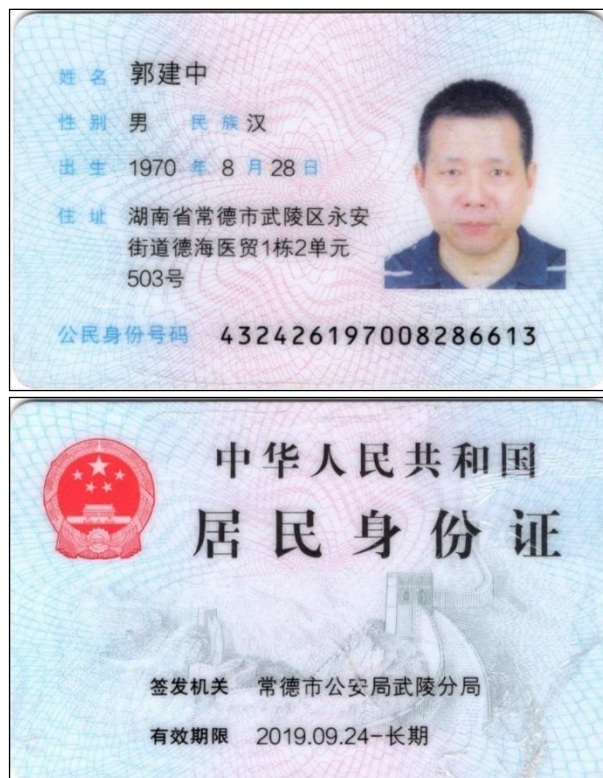 姓名 郭建中
性别 男 民族 汉
出生 1970 年 8 月 28 日
住址 湖南省常德市武陵区永安
街道德海医贸1栋2单元
503号
公民身份号码 432426197008286613
中华人民共和国
居民身份证
签发机关 常德市公安局武陵分局
有效期限 2019.09.24-长期